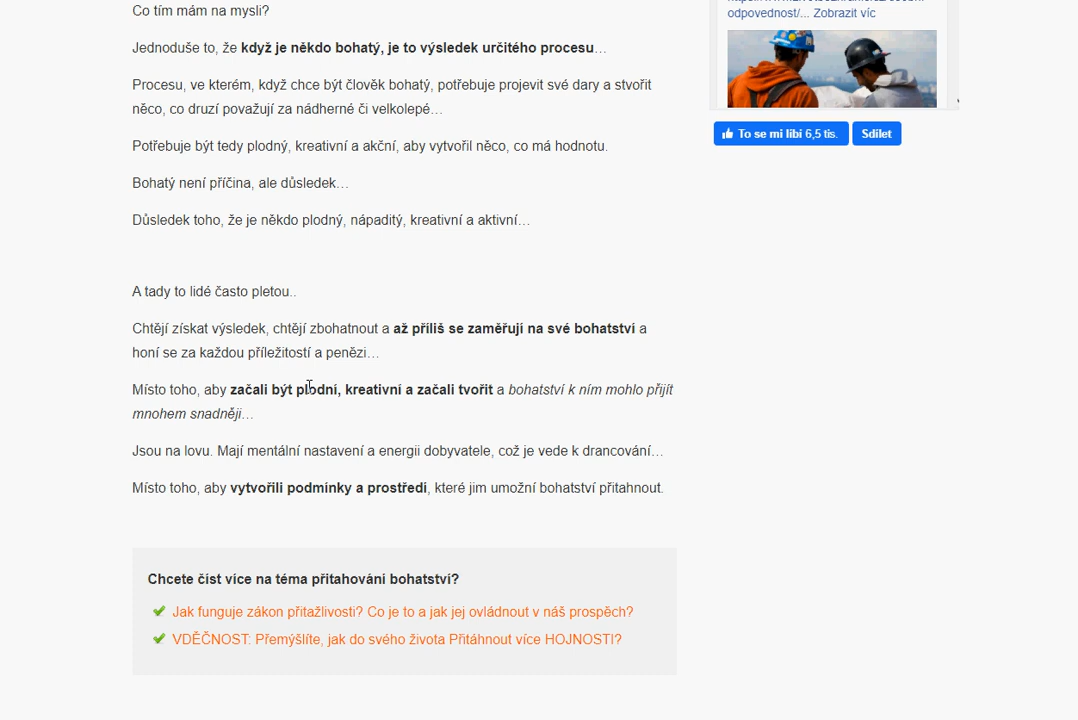 Co tím mám na mysli?
Jednoduše to, že když je někdo bohatý, je to výsledek určitého procesu…
Procesu, ve kterém, když chce být člověk bohatý, potřebuje projevit své dary a stvořit
něco, co druzí považují za nádherné či velkolepé…
Potřebuje být tedy plodný, kreativní a akční, aby vytvořil něco, co má hodnotu.
Bohatý není příčina, ale důsledek…
Důsledek toho, že je někdo plodný, nápaditý, kreativní a aktivní…
A tady to lidé často pletou..
Chtějí získat výsledek, chtějí zbohatnout a až příliš se zaměřují na své bohatství a
honí se za každou příležitostí a penězi…
Místo toho, aby začali být plodní, kreativní a začali tvořit a bohatství k ním mohlo přijít
mnohem snadněji…
Jsou na lovu. Mají mentální nastavení a energii dobyvatele, což je vede k drancování…
Místo toho, aby vytvořili podmínky a prostředí, které jim umožní bohatství přitahnout.
Chcete číst více na téma přitahování bohatství?
Jak funguje zákon přitažlivosti? Co je to a jak jej ovládnout v náš prospěch?
VDĚČNOST: Přemýšlíte, jak do svého života Přitáhnout více HOJNOSTI?
odpovednost/... Zobrazit víc
To se mi líbí 6,5 tis.
Sdílet